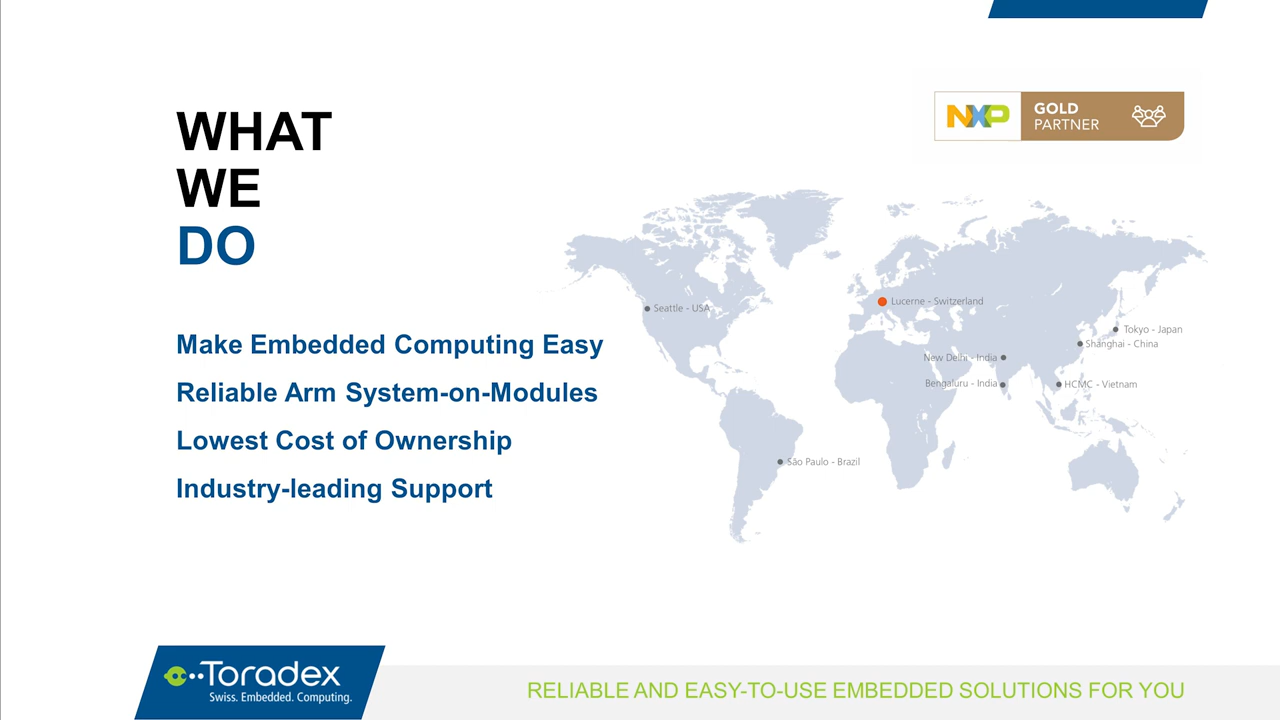 WHAT
WE
DO
NXP
GOLD
PARTNER
Make Embedded Computing Easy
Reliable Arm System-on-Modules
Lowest Cost of Ownership
Industry-leading Support
Seattle - USA
Lucerne - Switzerland
Tokyo - Japan
Shanghai - China
New Delhi - India
Bengaluru - India
HCMC - Vietnam
São Paulo - Brazil
Toradex
Swiss. Embedded. Computing.
RELIABLE AND EASY-TO-USE EMBEDDED SOLUTIONS FOR YOU